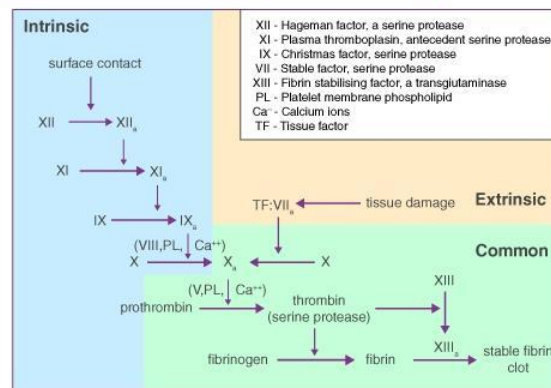 Intrinsic
XII - Hageman factor, a serine protease
XI - Plasma thromboplasin, antecedent serine protease
IX - Christmas factor, serine protease
VII - Stable factor, serine protease
XIII - Fibrin stabilising factor, a transglutaminase
PL - Platelet membrane phospholipid
Ca⁺⁺ - Calcium ions
TF - Tissue factor
surface contact
XII XIIₐ
XI XIₐ
IX IXₐ
TF:VIIₐ tissue damage Extrinsic
(VIII,PL, Ca⁺⁺)
Common
X Xₐ X
(V,PL, Ca⁺⁺)
XIII
prothrombin thrombin
(serine protease)
fibrinogen fibrin XIIIₐ stable fibrin
clot